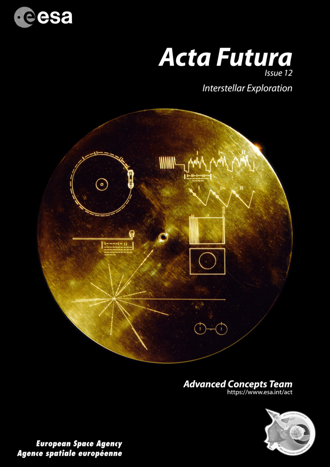 esa
Acta Futura
Issue 12
Interstellar Exploration
Advanced Concepts Team
https://www.esa.int/act
European Space Agency
Agence spatiale européenne